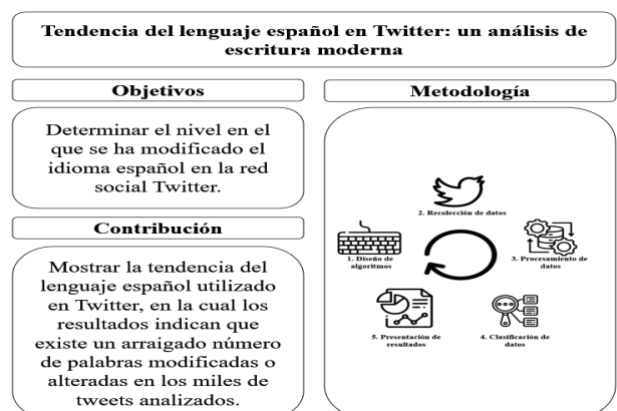 Tendencia del lenguaje español en Twitter: un análisis de
escritura moderna
Objetivos
Determinar el nivel en el
que se ha modificado el
idioma español en la red
social Twitter.
Contribución
Mostrar la tendencia del
lenguaje español utilizado
en Twitter, en la cual los
resultados indican que
existe un arraigado número
de palabras modificadas o
alteradas en los miles de
tweets analizados.
Metodología
2. Recolección de datos
1. Diseño de
algoritmos
3. Procesamiento de
datos
5. Presentación de
resultados
4. Clasificación de
datos